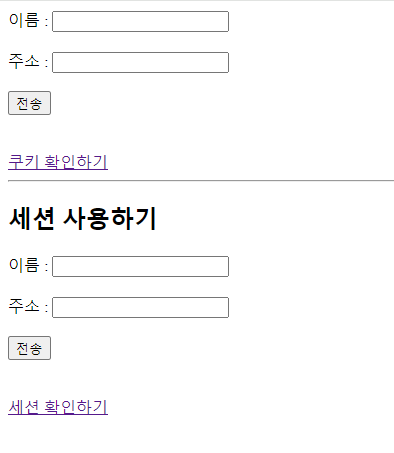 이름 :
주소 :
전송
쿠키 확인하기
세션 사용하기
이름 :
주소 :
전송
세션 확인하기